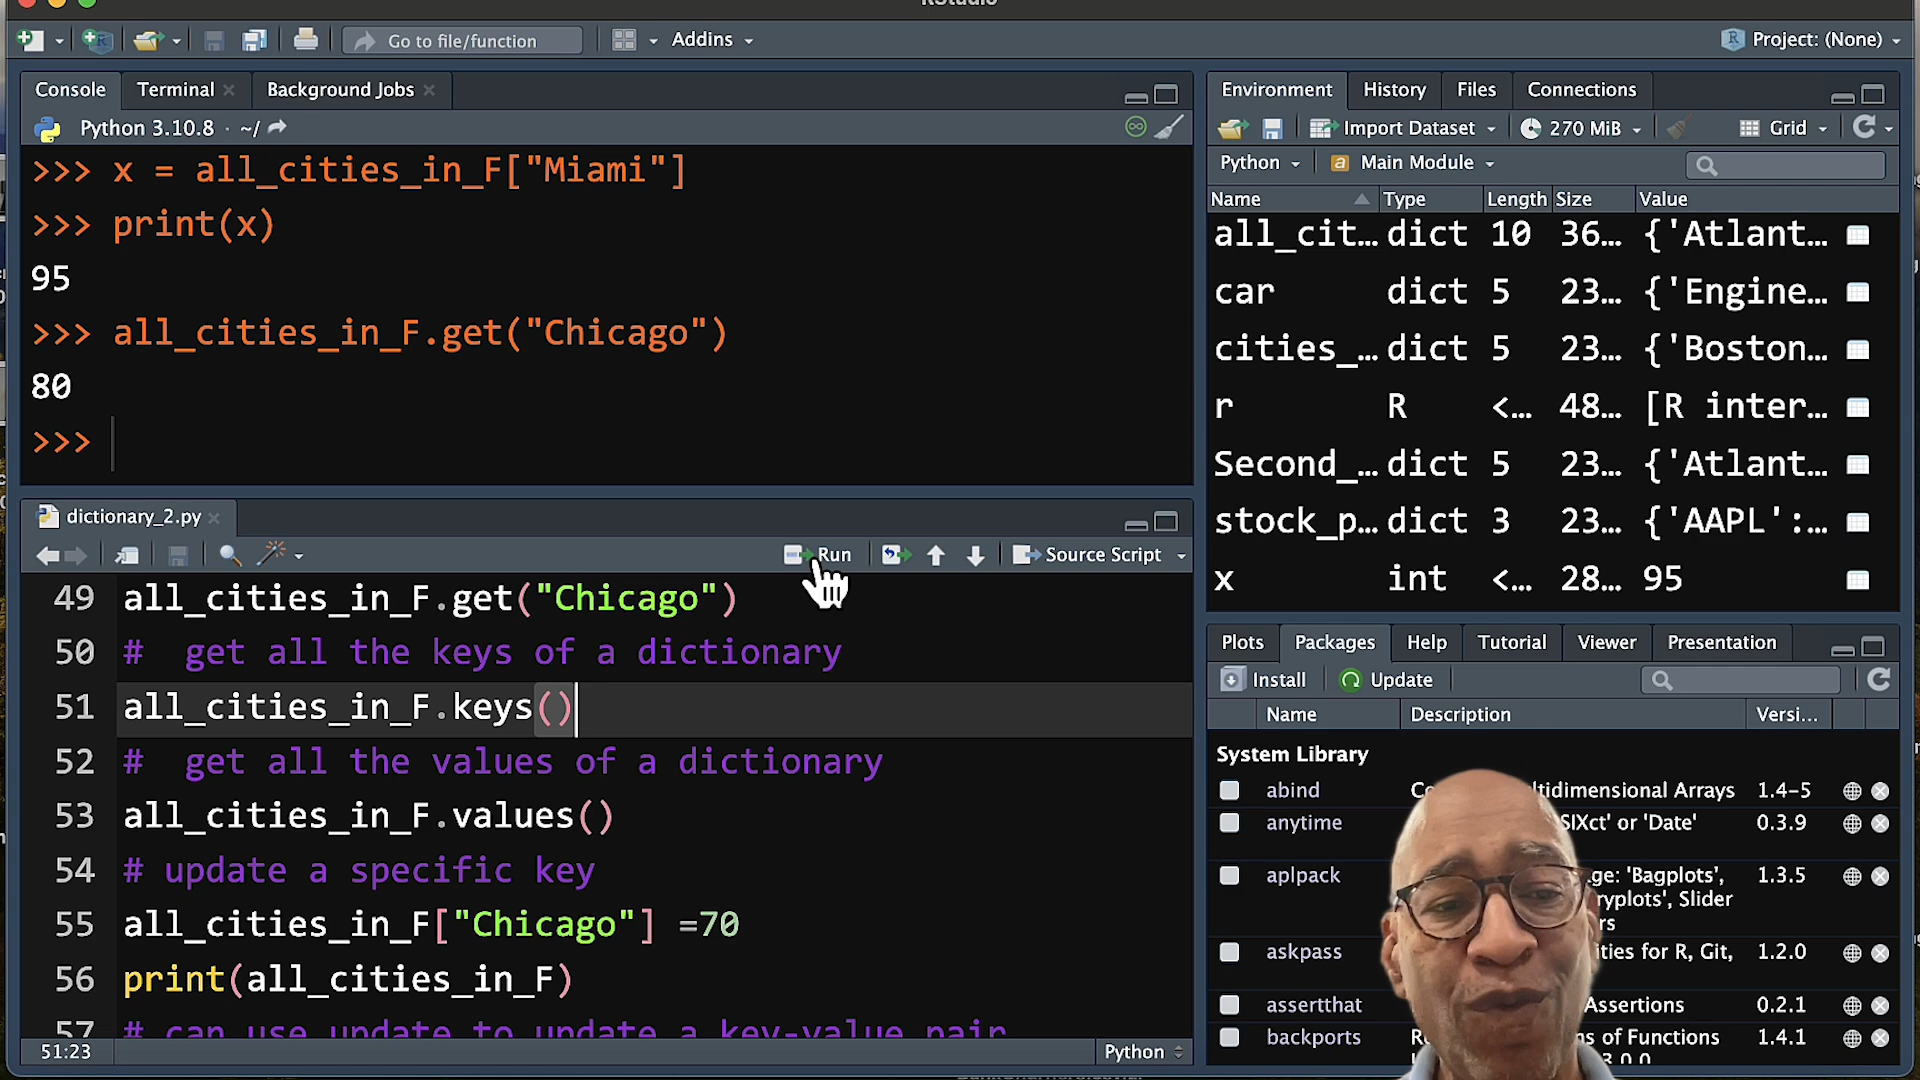 RStudio
Go to file/function
Addins
Project: (None)
Console
Terminal
Background Jobs
Python 3.10.8 · ~/
>>> x = all_cities_in_F["Miami"]
>>> print(x)
95
>>> all_cities_in_F.get("Chicago")
80
>>>
dictionary_2.py
Run
Source Script
49 all_cities_in_F.get("Chicago")
50 #  get all the keys of a dictionary
51 all_cities_in_F.keys()
52 #  get all the values of a dictionary
53 all_cities_in_F.values()
54 # update a specific key
55 all_cities_in_F["Chicago"] =70
56 print(all_cities_in_F)
57 # can use update to update a key-value pair
51:23
Python
Environment
History
Files
Connections
Import Dataset
270 MiB
Grid
Python
Main Module
Name Type Length Size Value
all_cit… dict 10 36… {'Atlant…
car dict 5 23… {'Engine…
cities_… dict 5 23… {'Boston…
r R <… 48… [R inter…
Second_… dict 5 23… {'Atlant…
stock_p… dict 3 23… {'AAPL':…
x int <… 28… 95
Plots
Packages
Help
Tutorial
Viewer
Presentation
Install
Update
Name Description Versi…
System Library
abind tidimensional Arrays 1.4-5
anytime SIXct' or 'Date' 0.3.9
aplpack ge: 'Bagplots', 1.3.5
ryplots', Slider
rs
askpass ities for R, Git, 1.2.0
assertthat Assertions 0.2.1
backports ns of Functions 1.4.1
3.0.0